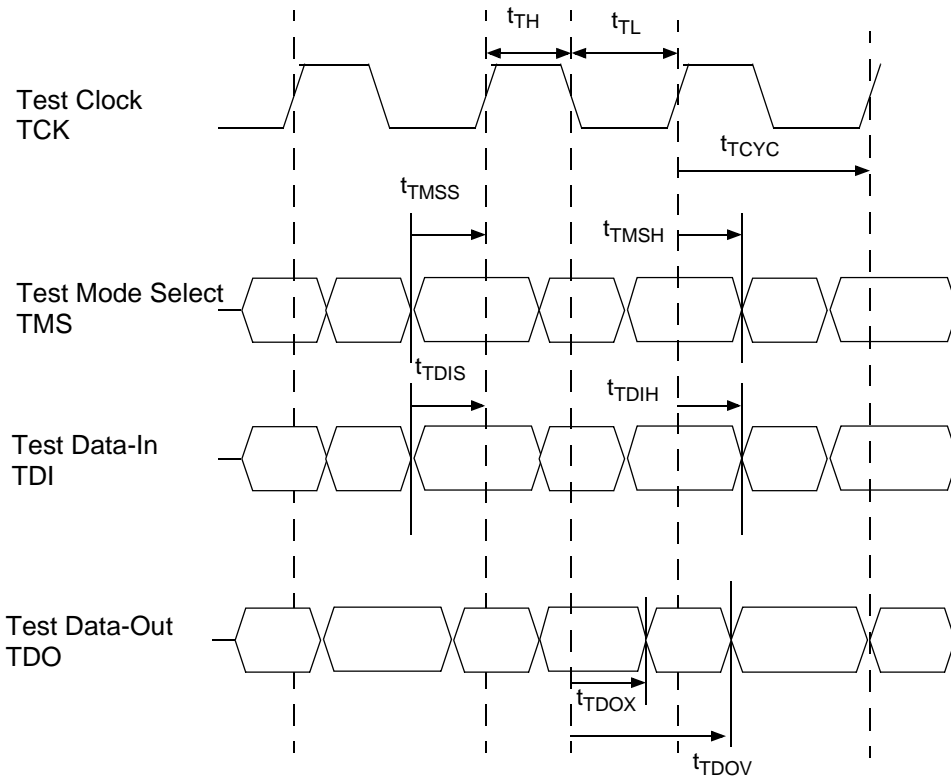 tTH
tTL
Test Clock
TCK
tTCYC
tTMSS
tTMSH
Test Mode Select
TMS
tTDIS
tTDIH
Test Data-In
TDI
Test Data-Out
TDO
tTDOX
tTDOV